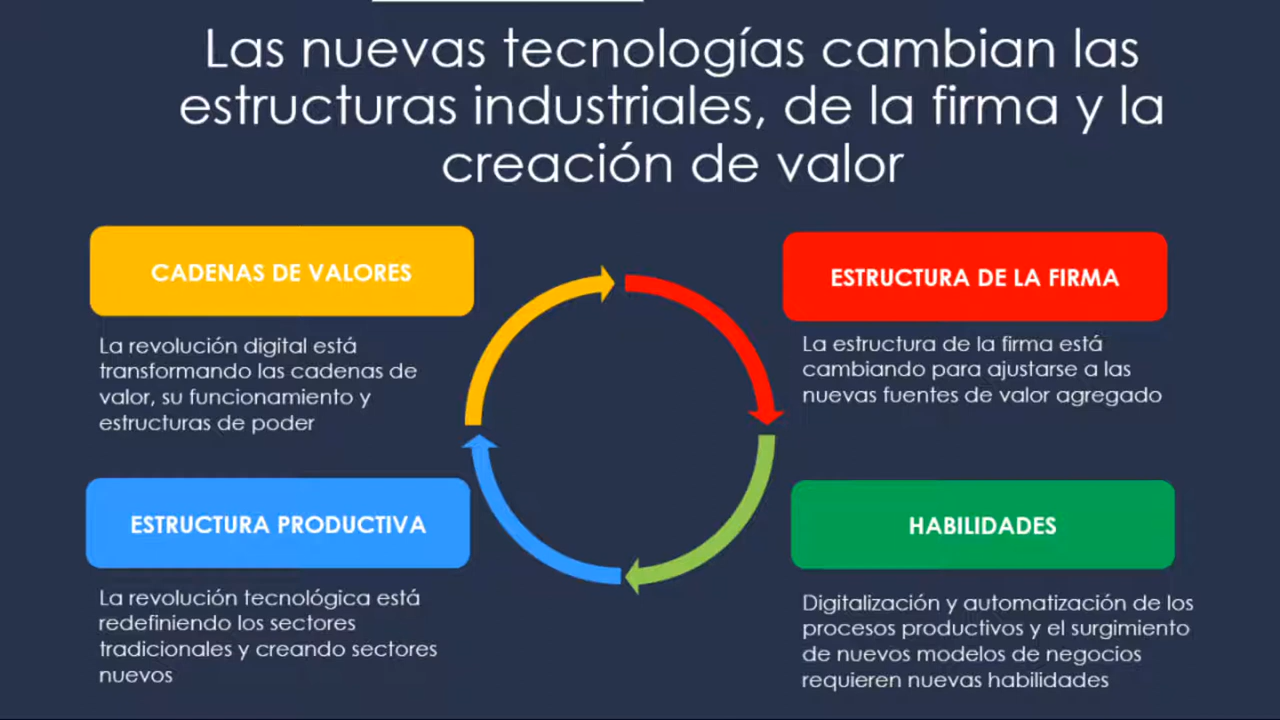 Las nuevas tecnologías cambian las
estructuras industriales, de la firma y la
creación de valor
CADENAS DE VALORES
La revolución digital está
transformando las cadenas de
valor, su funcionamiento y
estructuras de poder
ESTRUCTURA DE LA FIRMA
La estructura de la firma está
cambiando para ajustarse a las
nuevas fuentes de valor agregado
ESTRUCTURA PRODUCTIVA
La revolución tecnológica está
redefiniendo los sectores
tradicionales y creando sectores
nuevos
HABILIDADES
Digitalización y automatización de los
procesos productivos y el surgimiento
de nuevos modelos de negocios
requieren nuevas habilidades